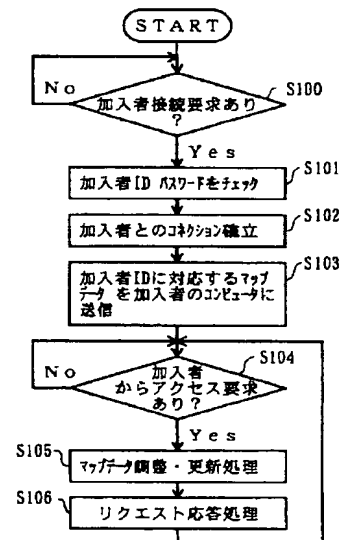 START
No
加入者接続要求あり
?
S100
Yes
加入者ID パスワードをチェック
S101
加入者とのコネクション確立
S102
加入者IDに対応するマップ
データ を加入者のコンピュータに
送信
S103
No
加入者
からアクセス要求
あり?
S104
Yes
S105
マップデータ調整・更新処理
S106
リクエスト応答処理